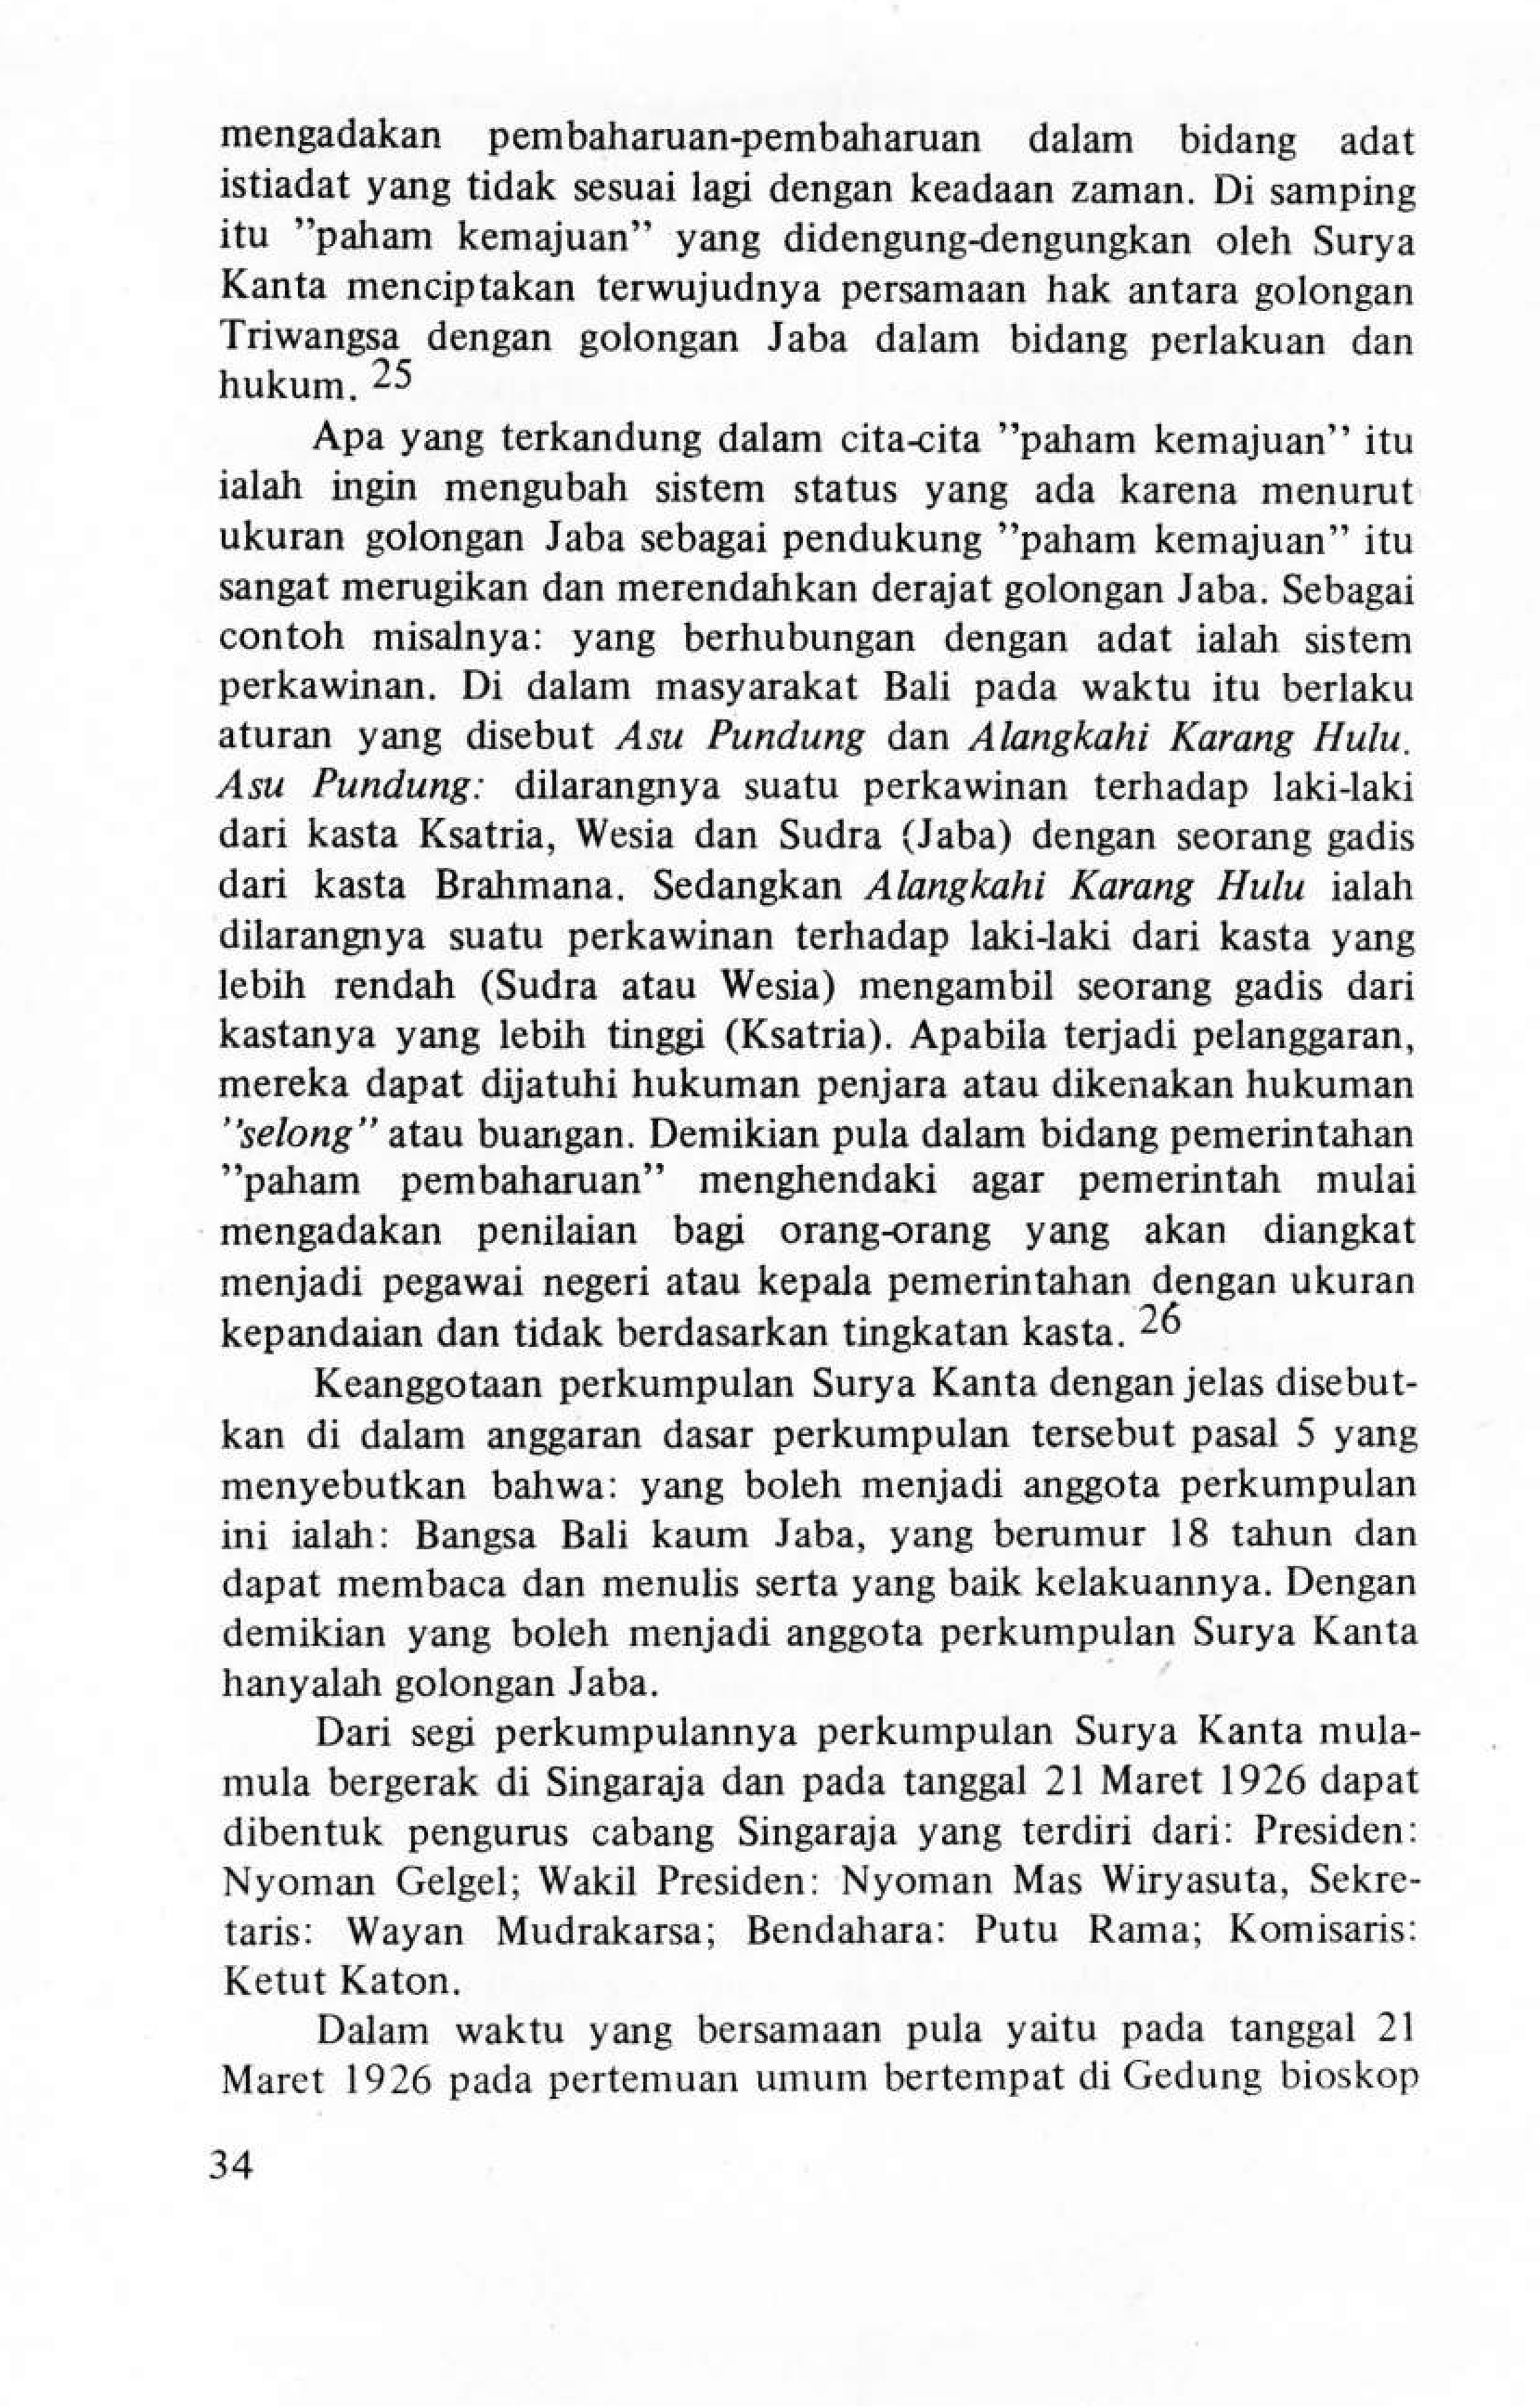 mengadakan pembaharuan-pembaharuan dalam bidang adat
istiadat yang tidak sesuai lagi dengan keadaan zaman. Di samping
itu ”paham kemajuan” yang didengung-dengungkan oleh Surya
Kanta menciptakan terwujudnya persamaan hak antara golongan
Triwangsa dengan golongan Jaba dalam bidang perlakuan dan
hukum. 25
Apa yang terkandung dalam cita-cita ”paham kemajuan” itu
ialah ingin mengubah sistem status yang ada karena menurut
ukuran golongan Jaba sebagai pendukung ”paham kemajuan” itu
sangat merugikan dan merendahkan derajat golongan Jaba. Sebagai
contoh misalnya: yang berhubungan dengan adat ialah sistem
perkawinan. Di dalam masyarakat Bali pada waktu itu berlaku
aturan yang disebut Asu Pundung dan Alangkahi Karang Hulu.
Asu Pundung: dilarangnya suatu perkawinan terhadap laki-laki
dari kasta Ksatria, Wesia dan Sudra (Jaba) dengan seorang gadis
dari kasta Brahmana. Sedangkan Alangkahi Karang Hulu ialah
dilarangnya suatu perkawinan terhadap laki-laki dari kasta yang
lebih rendah (Sudra atau Wesia) mengambil seorang gadis dari
kastanya yang lebih tinggi (Ksatria). Apabila terjadi pelanggaran,
mereka dapat dijatuhi hukuman penjara atau dikenakan hukuman
”selong” atau buangan. Demikian pula dalam bidang pemerintahan
”paham pembaharuan” menghendaki agar pemerintah mulai
mengadakan penilaian bagi orang-orang yang akan diangkat
menjadi pegawai negeri atau kepala pemerintahan dengan ukuran
kepandaian dan tidak berdasarkan tingkatan kasta. 26
Keanggotaan perkumpulan Surya Kanta dengan jelas disebut-
kan di dalam anggaran dasar perkumpulan tersebut pasal 5 yang
menyebutkan bahwa: yang boleh menjadi anggota perkumpulan
ini ialah: Bangsa Bali kaum Jaba, yang berumur 18 tahun dan
dapat membaca dan menulis serta yang baik kelakuannya. Dengan
demikian yang boleh menjadi anggota perkumpulan Surya Kanta
hanyalah golongan Jaba.
Dari segi perkumpulannya perkumpulan Surya Kanta mula-
mula bergerak di Singaraja dan pada tanggal 21 Maret 1926 dapat
dibentuk pengurus cabang Singaraja yang terdiri dari: Presiden:
Nyoman Gelgel; Wakil Presiden: Nyoman Mas Wiryasuta, Sekre-
taris: Wayan Mudrakarsa; Bendahara: Putu Rama; Komisaris:
Ketut Katon.
Dalam waktu yang bersamaan pula yaitu pada tanggal 21
Maret 1926 pada pertemuan umum bertempat di Gedung bioskop
34